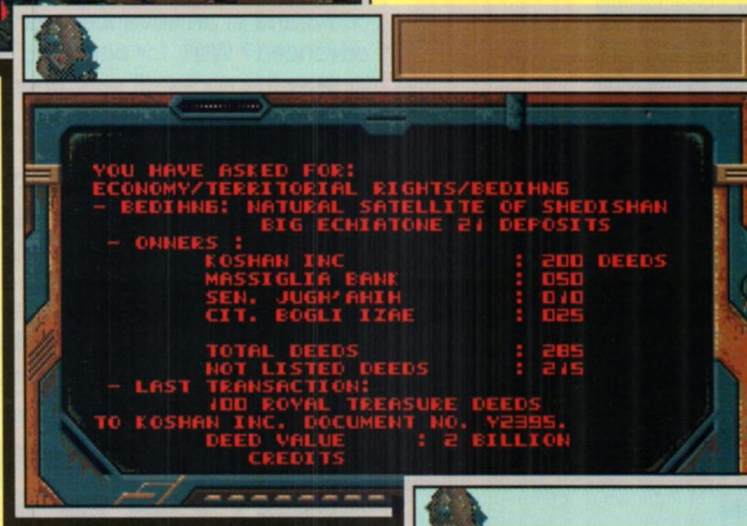 YOU HAVE ASKED FOR:
ECONOMY/TERRITORIAL RIGHTS/BEDIHNG
- BEDIHNG: NATURAL SATELLITE OF SHEDISHAN
BIG ECHIATONE 21 DEPOSITS
- OWNERS :
KOSHAN INC : 200 DEEDS
MASSIGLIA BANK : 050
SEN. JUGH'AHIH : 010
CIT. BOGLI IZAE : 025
TOTAL DEEDS : 285
NOT LISTED DEEDS : 215
- LAST TRANSACTION:
100 ROYAL TREASURE DEEDS
TO KOSHAN INC. DOCUMENT NO. Y2395.
DEED VALUE : 2 BILLION
CREDITS